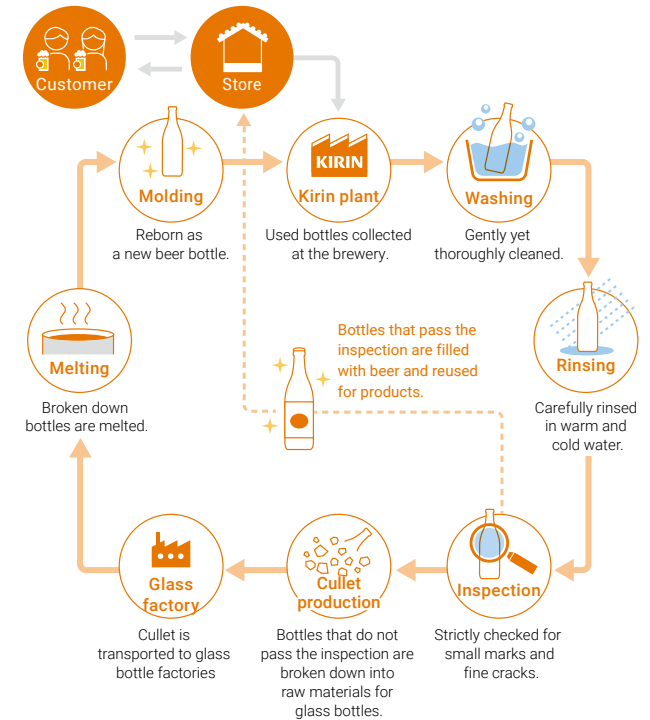 Customer
Store
Molding
Reborn as
a new beer bottle.
KIRIN
Kirin plant
Used bottles collected
at the brewery.
Washing
Gently yet
thoroughly cleaned.
Melting
Broken down
bottles are melted.
Bottles that pass the
inspection are filled
with beer and reused
for products.
Rinsing
Carefully rinsed
in warm and
cold water.
Glass
factory
Cullet is
transported to glass
bottle factories
Cullet
production
Bottles that do not
pass the inspection are
broken down into
raw materials for
glass bottles.
Inspection
Strictly checked for
small marks and
fine cracks.